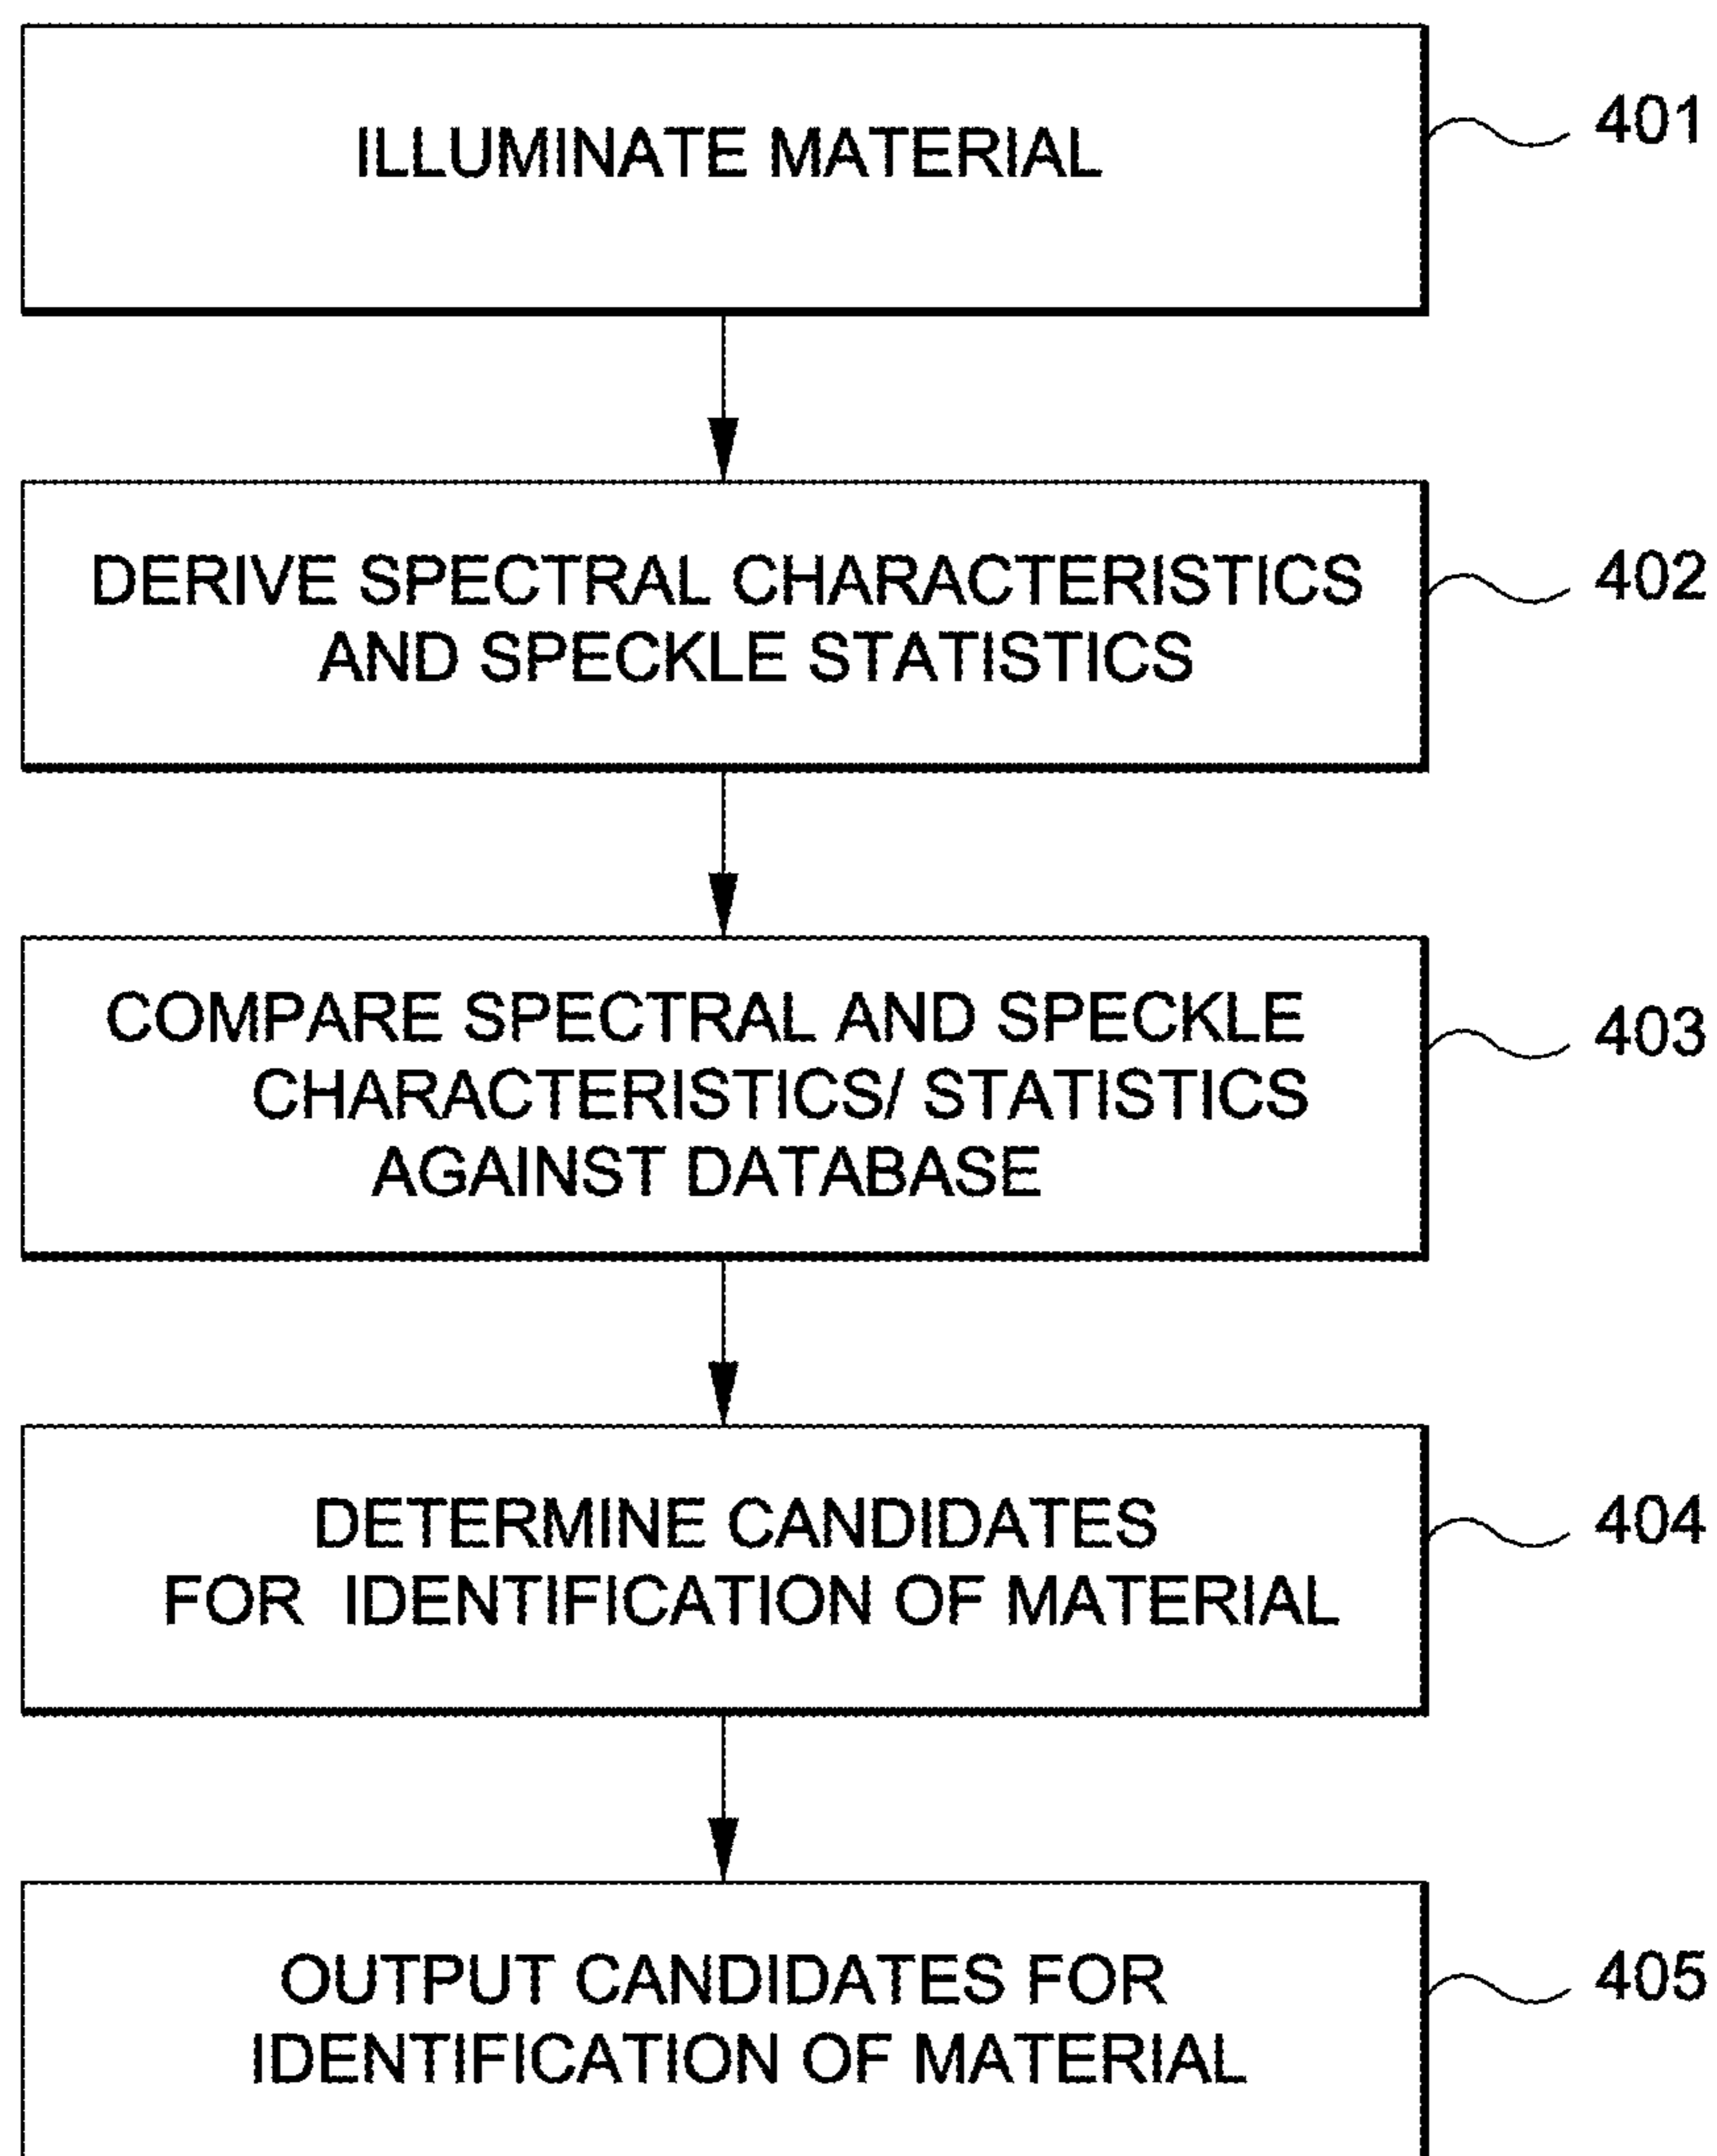 ILLUMINATE MATERIAL
401
DERIVE SPECTRAL CHARACTERISTICS
AND SPECKLE STATISTICS
402
COMPARE SPECTRAL AND SPECKLE
CHARACTERISTICS/ STATISTICS
AGAINST DATABASE
403
DETERMINE CANDIDATES
FOR IDENTIFICATION OF MATERIAL
404
OUTPUT CANDIDATES FOR
IDENTIFICATION OF MATERIAL
405